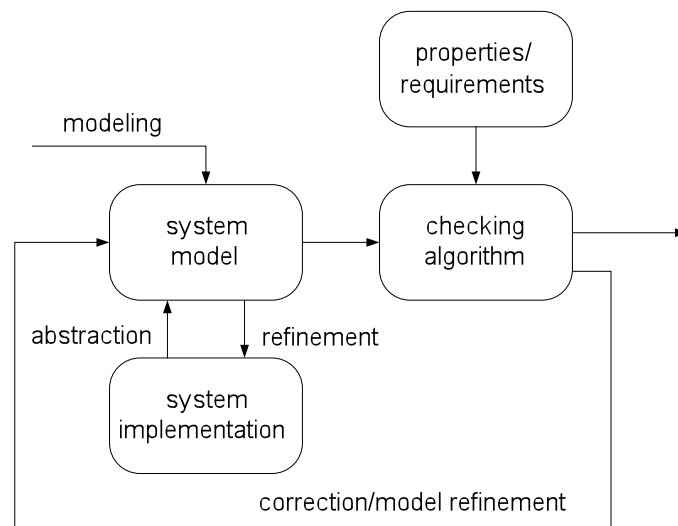 properties/
requirements
modeling
system
model
checking
algorithm
abstraction
refinement
system
implementation
correction/model refinement